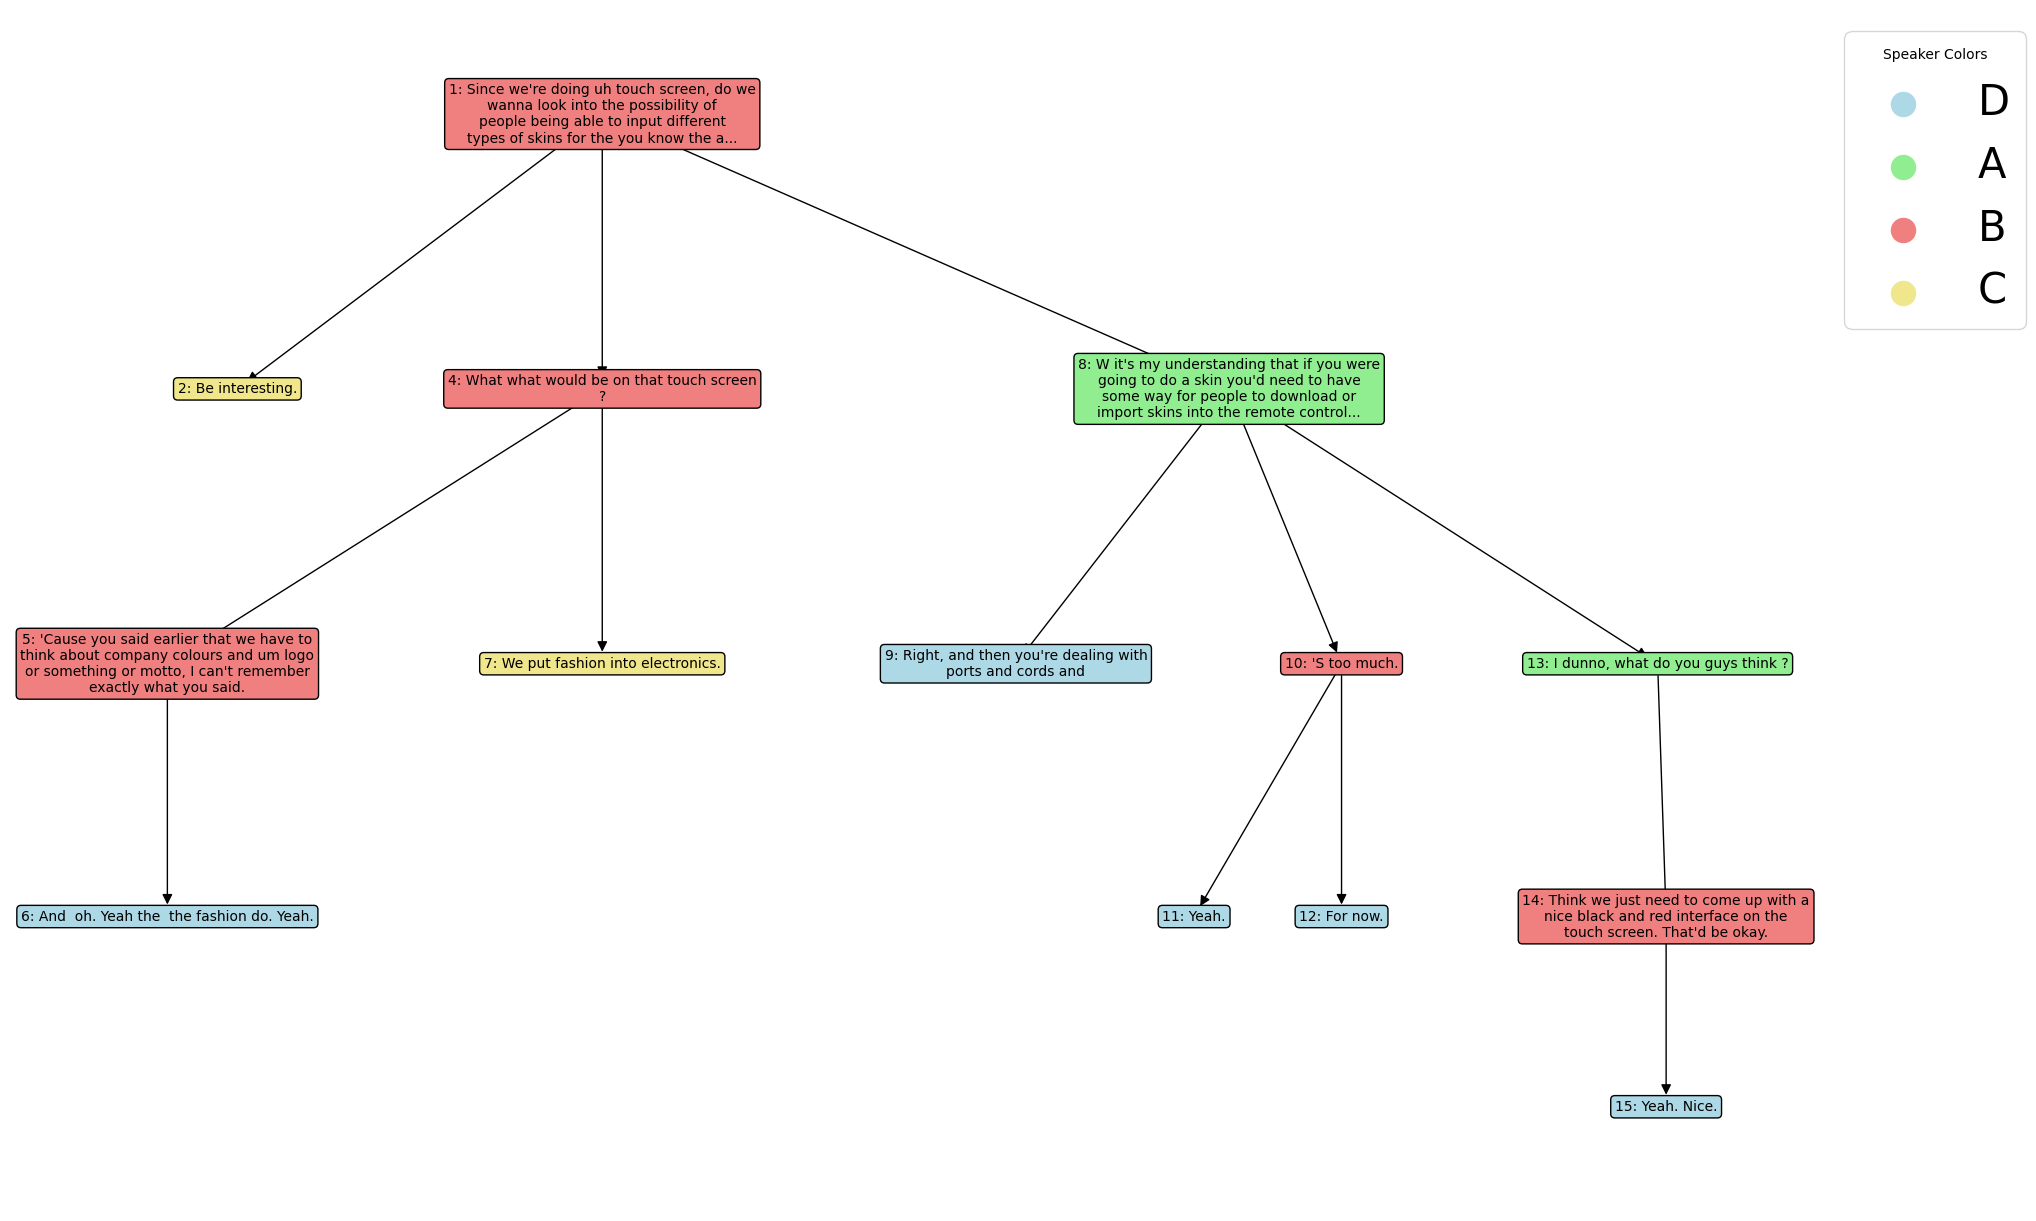 Speaker Colors
D
A
B
C
1: Since we're doing uh touch screen, do we
wanna look into the possibility of
people being able to input different
types of skins for the you know the a...
2: Be interesting.
4: What what would be on that touch screen
?
8: W it's my understanding that if you were
going to do a skin you'd need to have
some way for people to download or
import skins into the remote control...
5: 'Cause you said earlier that we have to
think about company colours and um logo
or something or motto, I can't remember
exactly what you said.
7: We put fashion into electronics.
9: Right, and then you're dealing with
ports and cords and
10: 'S too much.
13: I dunno, what do you guys think ?
6: And  oh. Yeah the  the fashion do. Yeah.
11: Yeah.
12: For now.
14: Think we just need to come up with a
nice black and red interface on the
touch screen. That'd be okay.
15: Yeah. Nice.